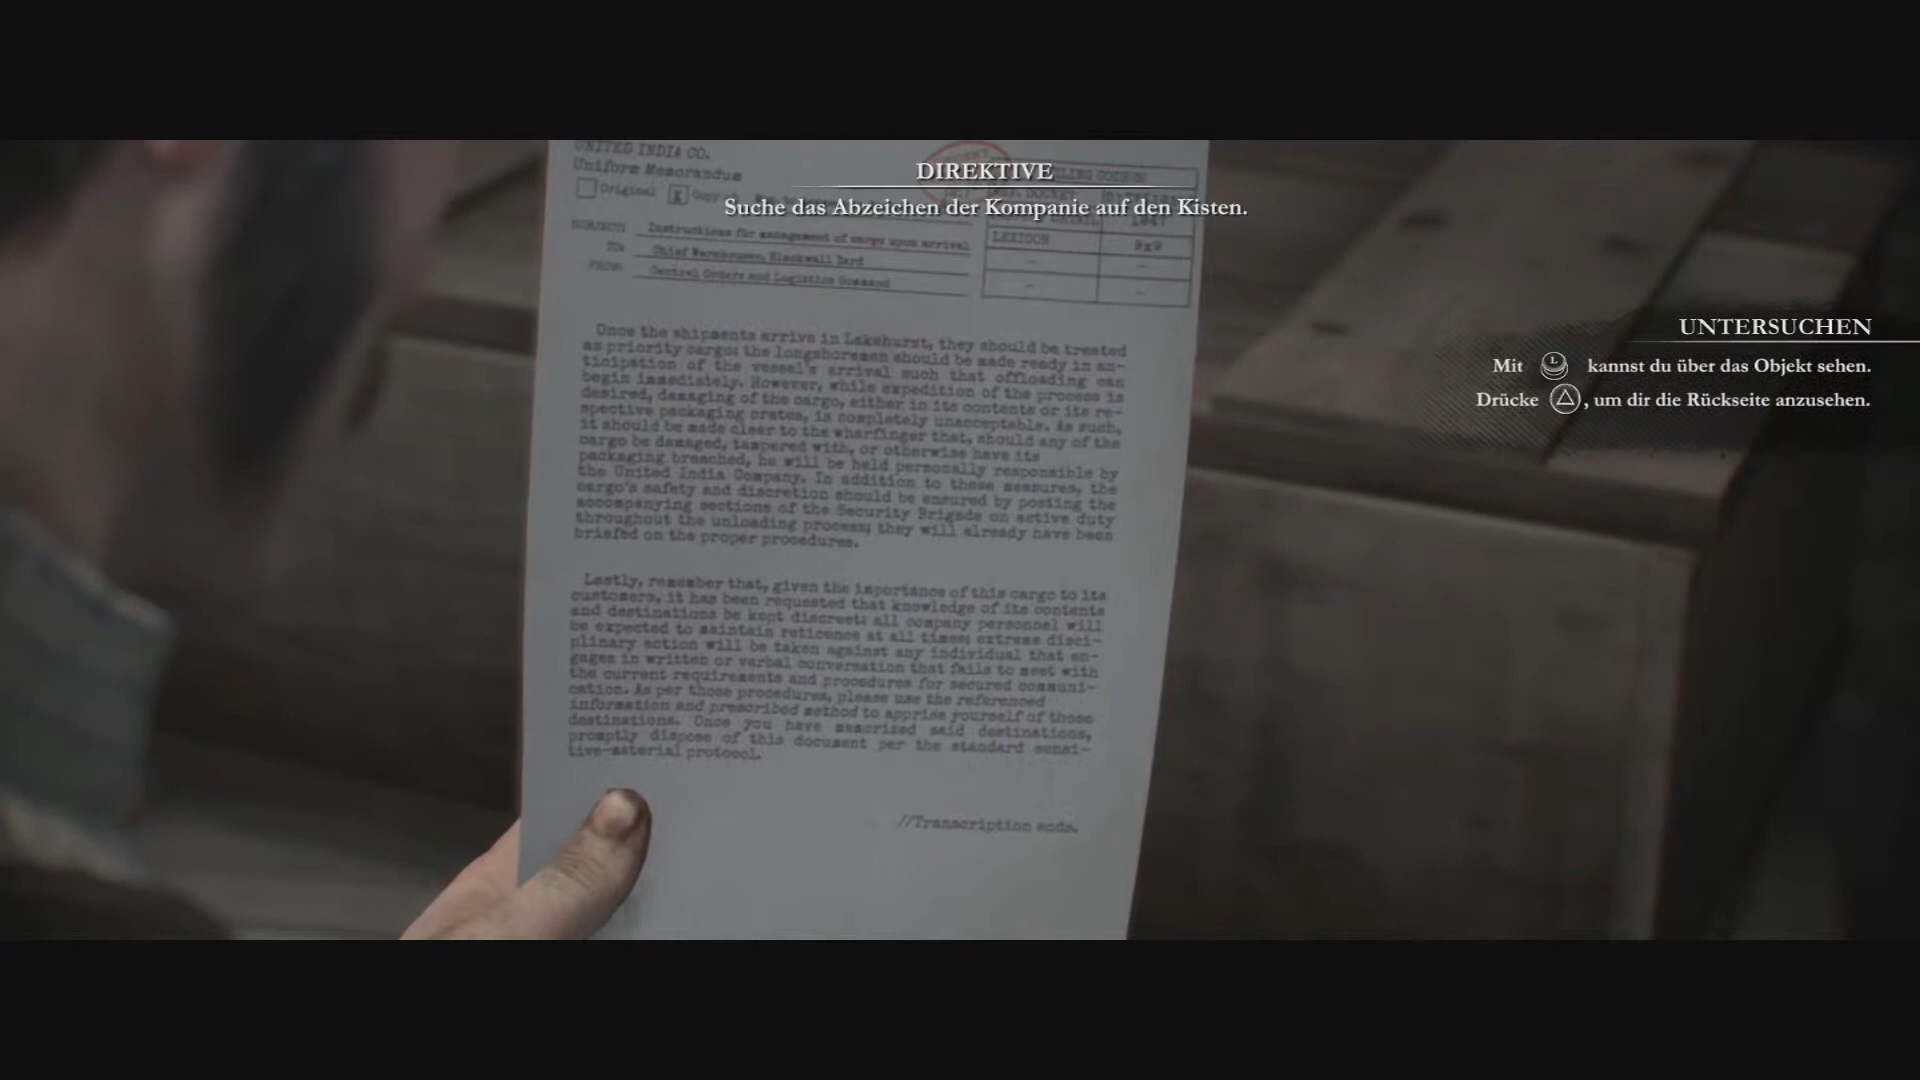 DIREKTIVE
Suche das Abzeichen der Kompanie auf den Kisten.
UNTERSUCHEN
Mit L kannst du über das Objekt sehen.
Drücke △, um dir die Rückseite anzusehen.
UNITED INDIA CO.
Uniform Memorandum
Original X Copy
SUBJECT: Instructions for management of cargo upon arrival
TO: Chief Warehouser, Blackwall Yard
FROM: Central Orders and Logistics Command
LEXICON 9x9
- -
- -
Once the shipments arrive in Lakehurst, they should be treated
as priority cargo: the longshoremen should be made ready in an-
ticipation of the vessel's arrival such that offloading can
begin immediately. However, while expedition of the process is
desired, damaging of the cargo, either in its contents or its re-
spective packaging crates, is completely unacceptable. As such,
it should be made clear to the wharfinger that, should any of the
cargo be damaged, tampered with, or otherwise have its
packaging breached, he will be held personally responsible by
the United India Company. In addition to these measures, the
cargo's safety and discretion should be ensured by posting the
accompanying sections of the Security Brigade on active duty
throughout the unloading process; they will already have been
briefed on the proper procedures.
Lastly, remember that, given the importance of this cargo to its
customers, it has been requested that knowledge of its contents
and destinations be kept discreet: all company personnel will
be expected to maintain reticence at all times; extreme disci-
plinary action will be taken against any individual that en-
gages in written or verbal conversation that fails to meet with
the current requirements and procedures for secured communi-
cation. As per those procedures, please use the referenced
information and prescribed method to apprise yourself of those
destinations. Once you have memorized said destinations,
promptly dispose of this document per the standard sensi-
tive-material protocol.
//Transcription ends.